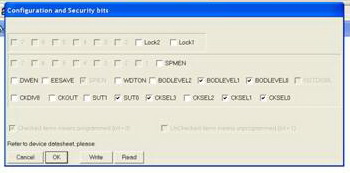 Configuration and Security bits
7 6 5 4 3 2 Lock2 Lock1
7 6 5 4 3 2 1 SPMEN
DWEN EESAVE SPIEN WDTON BODLEVEL2 BODLEVEL1 BODLEVEL0
CKDIV8 CKOUT SUT1 SUT0 CKSEL3 CKSEL2 CKSEL1 CKSEL0
Checked items means programmed (bit = 0)
UnChecked items means unprogrammed (bit = 1)
Refer to device datasheet, please
Cancel OK Write Read